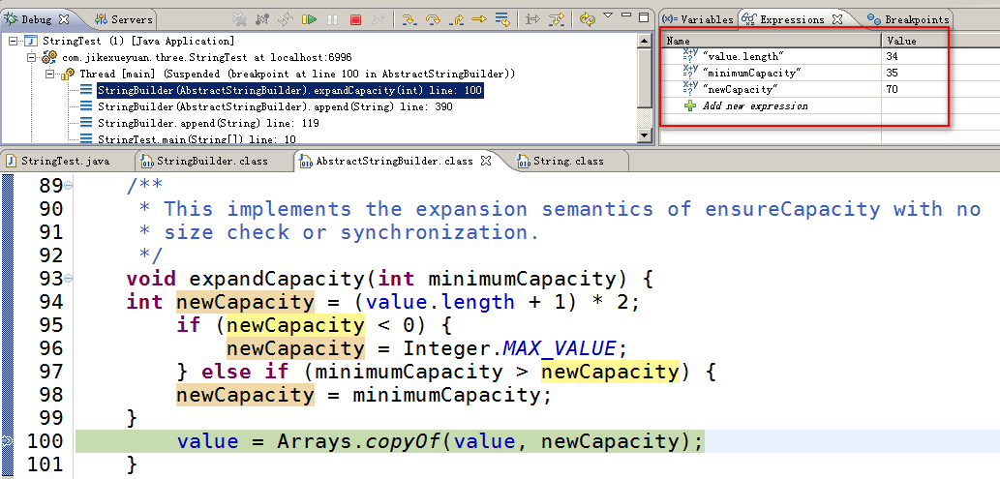 Debug Servers
StringTest (1) [Java Application]
com.jikexueyuan.three.StringTest at localhost:6996
Thread [main] (Suspended (breakpoint at line 100 in AbstractStringBuilder))
StringBuilder(AbstractStringBuilder).expandCapacity(int) line: 100
StringBuilder(AbstractStringBuilder).append(String) line: 390
StringBuilder.append(String) line: 119
StringTest.main(String[]) line: 10
(x)= Variables Expressions Breakpoints
Name Value
"value.length" 34
"minimumCapacity" 35
"newCapacity" 70
Add new expression
StringTest.java StringBuilder.class AbstractStringBuilder.class String.class
89 /**
90 * This implements the expansion semantics of ensureCapacity with no
91 * size check or synchronization.
92 */
93 void expandCapacity(int minimumCapacity) {
94 int newCapacity = (value.length + 1) * 2;
95 if (newCapacity < 0) {
96 newCapacity = Integer.MAX_VALUE;
97 } else if (minimumCapacity > newCapacity) {
98 newCapacity = minimumCapacity;
99 }
100 value = Arrays.copyOf(value, newCapacity);
101 }